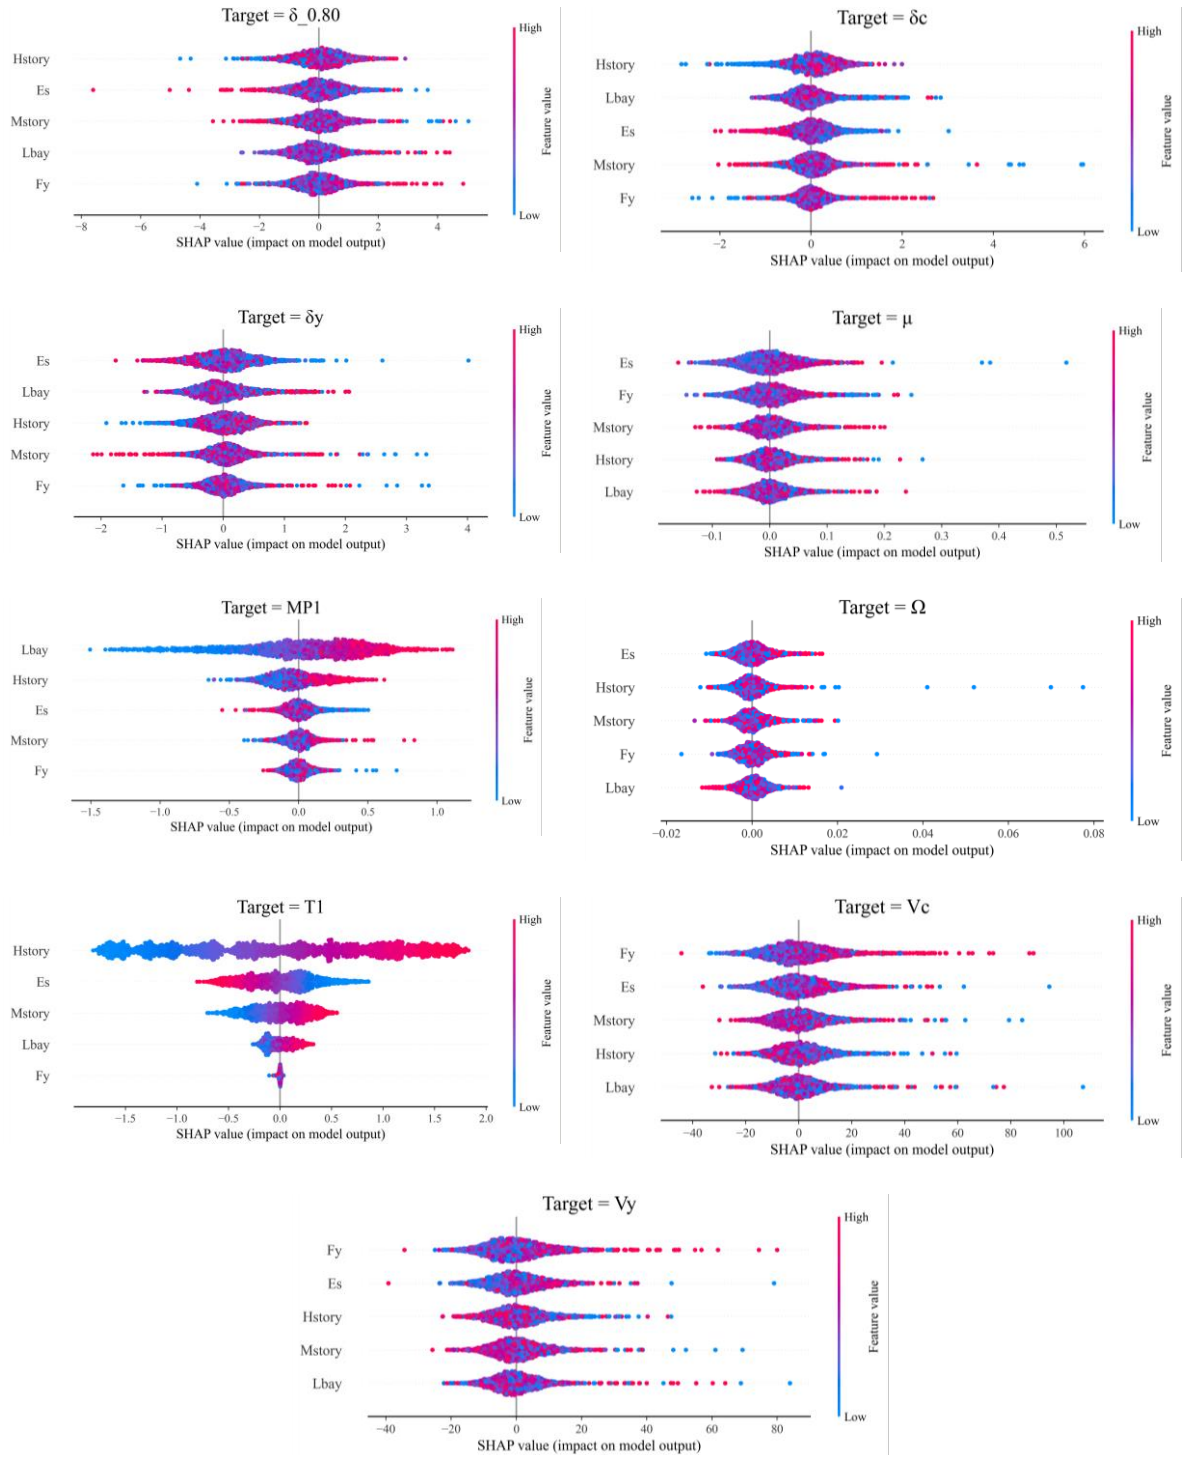 Target = δ_0.80
High
Hstory
Es
Mstory
Lbay
Fy
Feature value
Low
−8 −6 −4 −2 0 2 4
SHAP value (impact on model output)
Target = δc
High
Hstory
Lbay
Es
Mstory
Fy
Feature value
Low
−2 0 2 4 6
SHAP value (impact on model output)
Target = δy
High
Es
Lbay
Hstory
Mstory
Fy
Feature value
Low
−2 −1 0 1 2 3 4
SHAP value (impact on model output)
Target = μ
High
Es
Fy
Mstory
Hstory
Lbay
Feature value
Low
−0.1 0.0 0.1 0.2 0.3 0.4 0.5
SHAP value (impact on model output)
Target = MP1
High
Lbay
Hstory
Es
Mstory
Fy
Feature value
Low
−1.5 −1.0 −0.5 0.0 0.5 1.0
SHAP value (impact on model output)
Target = Ω
High
Es
Hstory
Mstory
Fy
Lbay
Feature value
Low
−0.02 0.00 0.02 0.04 0.06 0.08
SHAP value (impact on model output)
Target = T1
High
Hstory
Es
Mstory
Lbay
Fy
Feature value
Low
−1.5 −1.0 −0.5 0.0 0.5 1.0 1.5 2.0
SHAP value (impact on model output)
Target = Vc
High
Fy
Es
Mstory
Hstory
Lbay
Feature value
Low
−40 −20 0 20 40 60 80 100
SHAP value (impact on model output)
Target = Vy
High
Fy
Es
Hstory
Mstory
Lbay
Feature value
Low
−40 −20 0 20 40 60 80
SHAP value (impact on model output)